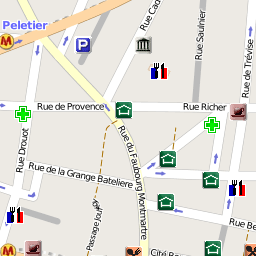 Peletier
Rue Cad
Rue Saulnier
Rue de Trévise
P
M
Rue de Provence
Rue Richer
Rue Drouot
Rue du Faubourg Montmartre
Rue de la Grange Batelière
Passage Jouff
Rue Be
M
Cité Be